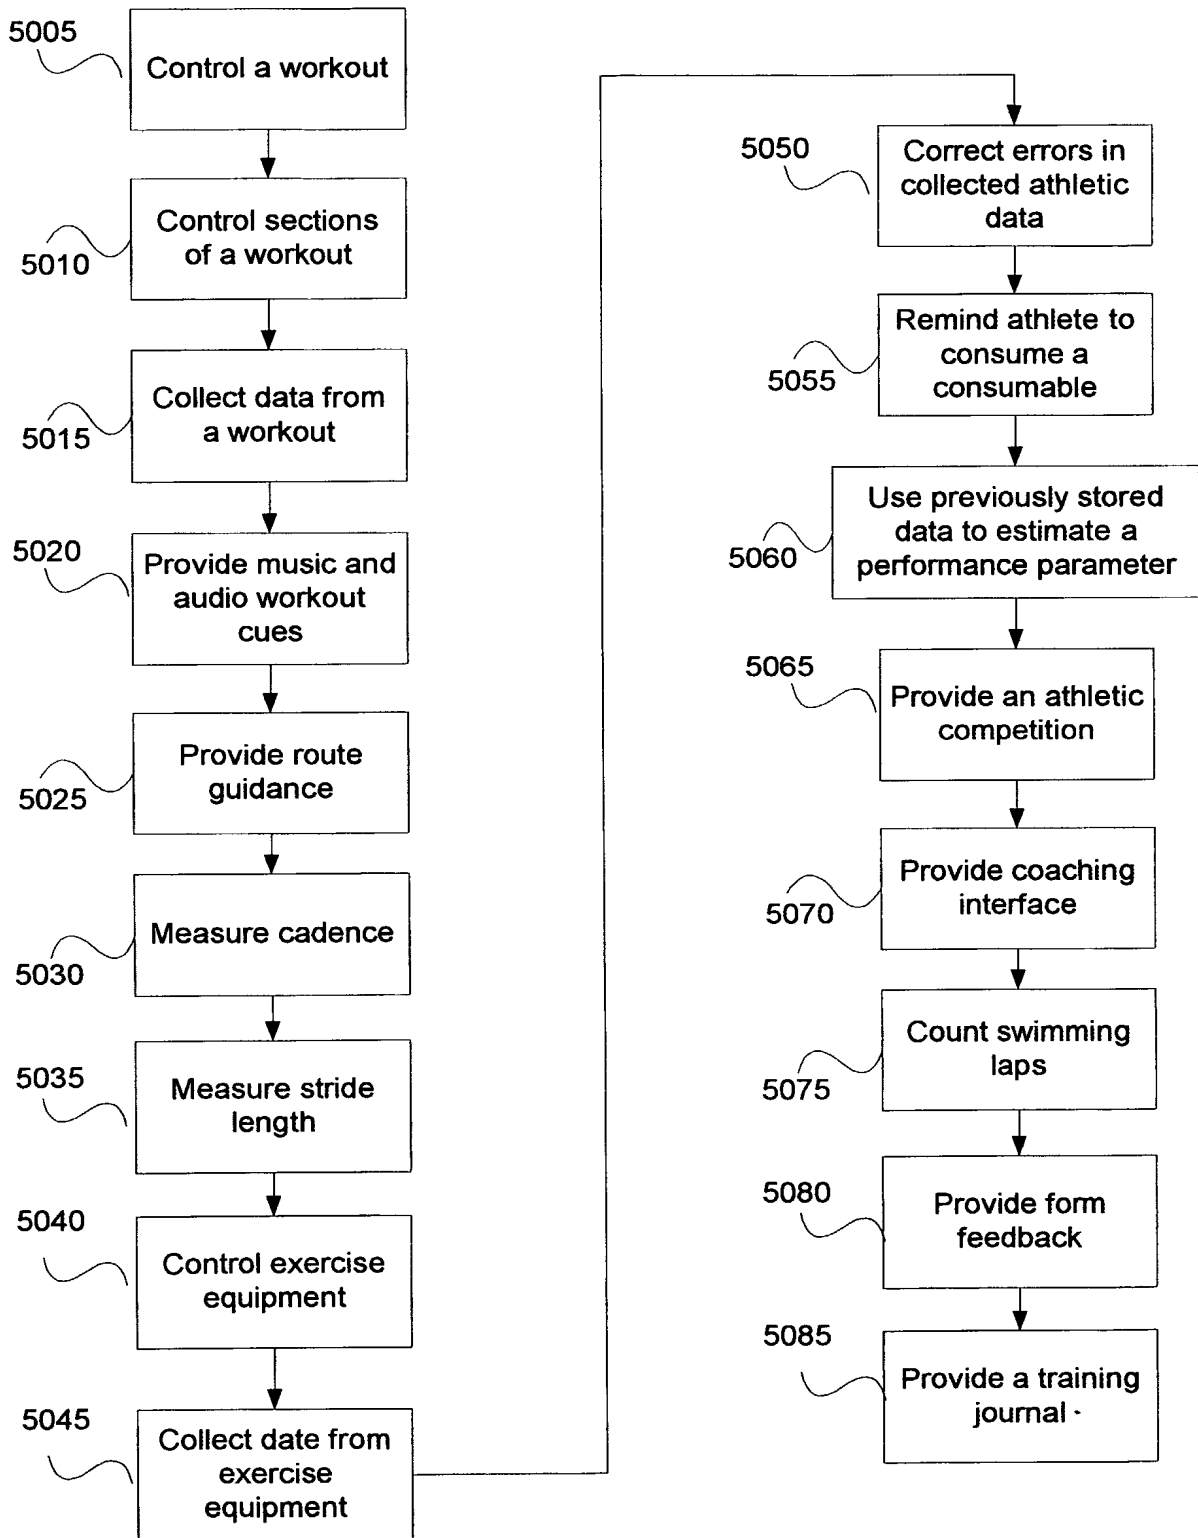 5005
Control a workout
Control sections
of a workout
5010
Collect data from
a workout
5015
5020
Provide music and
audio workout
cues
Provide route
guidance
5025
Measure cadence
5030
5035
Measure stride
length
5040
Control exercise
equipment
5045
Collect date from
exercise
equipment
5050
Correct errors in
collected athletic
data
Remind athlete to
consume a
consumable
5055
Use previously stored
data to estimate a
performance parameter
5060
5065
Provide an athletic
competition
Provide coaching
interface
5070
Count swimming
laps
5075
5080
Provide form
feedback
5085
Provide a training
journal